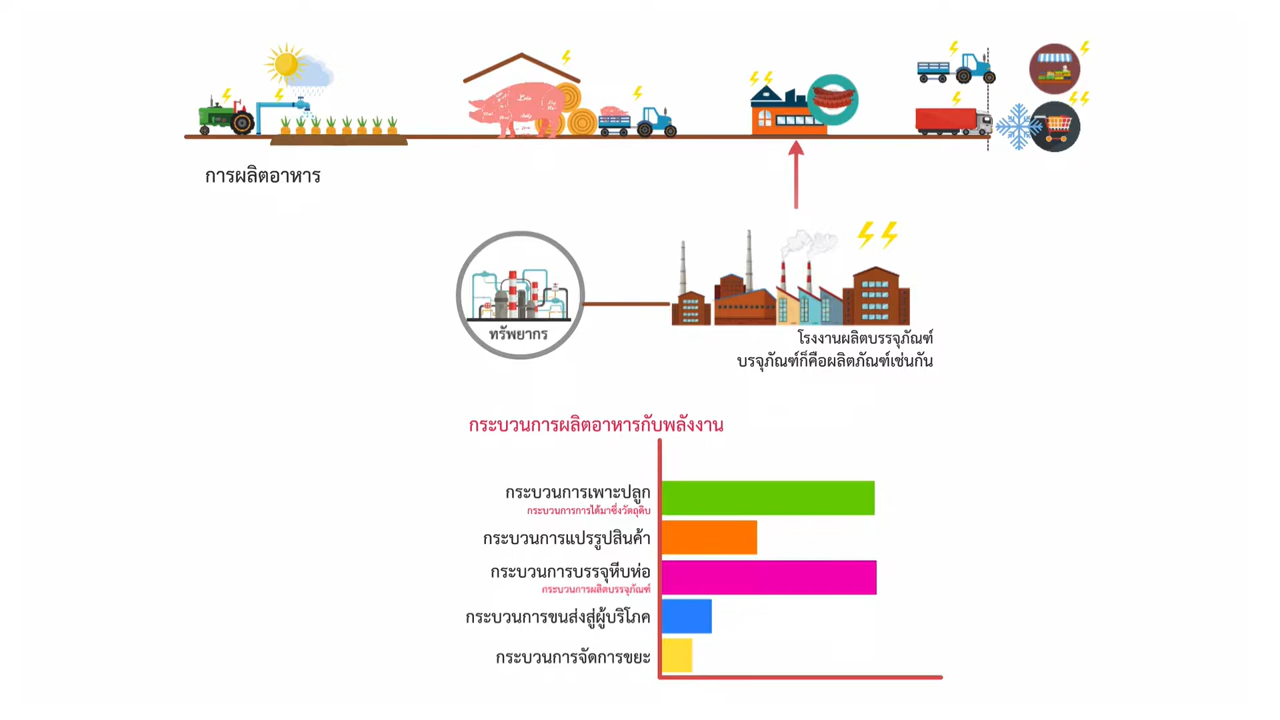 การผลิตอาหาร
ทรัพยากร
โรงงานผลิตบรรจุภัณฑ์
บรจุภัณฑ์ก็คือผลิตภัณฑ์เช่นกัน
กระบวนการผลิตอาหารกับพลังงาน
กระบวนการเพาะปลูก
กระบวนการการได้มาซึ่งวัตถุดิบ
กระบวนการแปรรูปสินค้า
กระบวนการบรรจุหีบห่อ
กระบวนการผลิตบรรจุภัณฑ์
กระบวนการขนส่งสู่ผู้บริโภค
กระบวนการจัดการขยะ